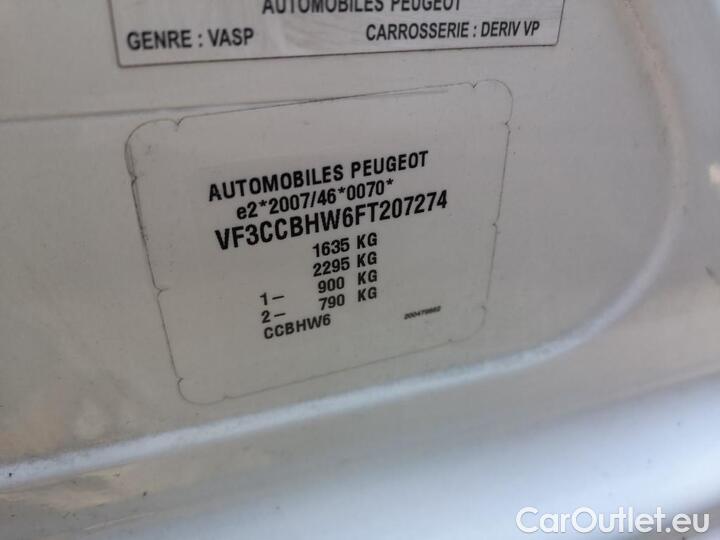 AUTOMOBILES PEUGEOT
GENRE : VASP CARROSSERIE : DERIV VP
AUTOMOBILES PEUGEOT
e2*2007/46*0070*
VF3CCBHW6FT207274
1635 KG
2295 KG
1- 900 KG
2- 790 KG
CCBHW6 200479862
CarOutlet.eu